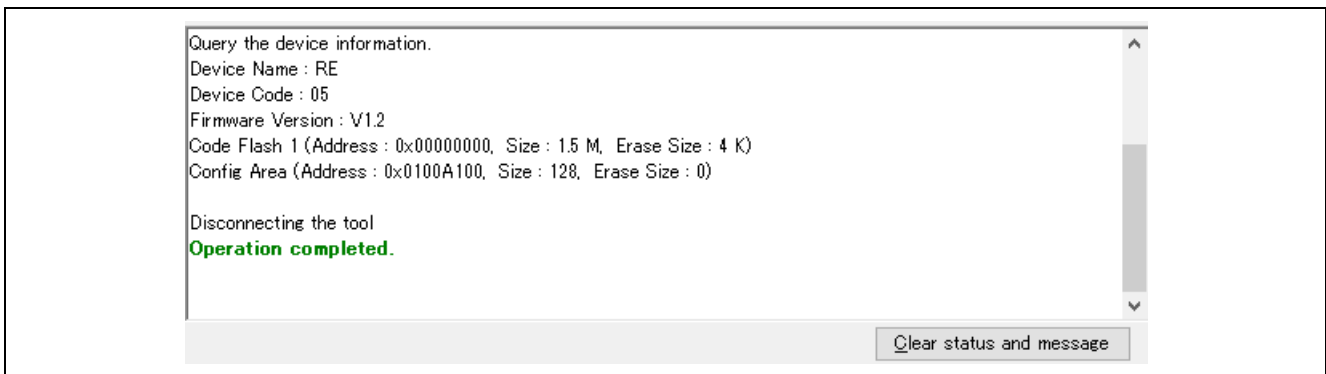 Query the device information.
Device Name : RE
Device Code : 05
Firmware Version : V1.2
Code Flash 1 (Address : 0x00000000,  Size : 1.5 M,  Erase Size : 4 K)
Config Area (Address : 0x0100A100,  Size : 128,  Erase Size : 0)
Disconnecting the tool
Operation completed.
Clear status and message